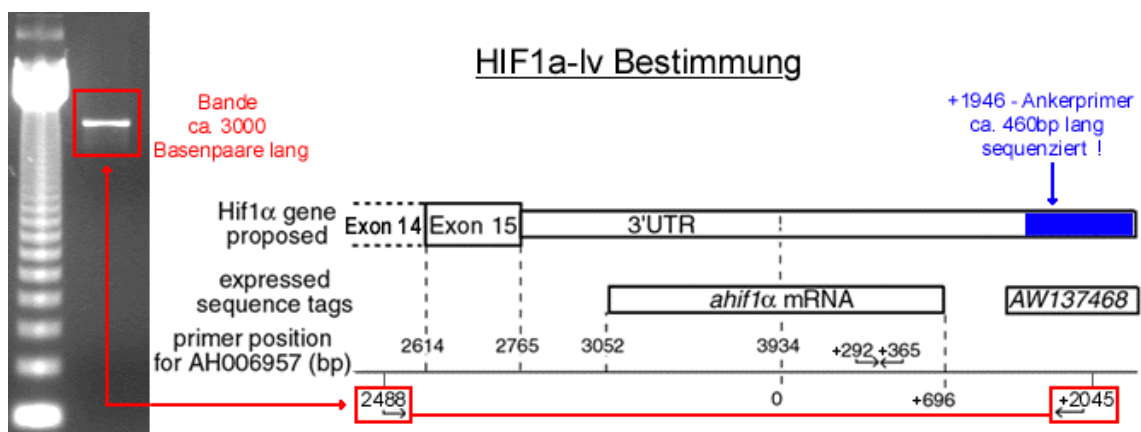 HIF1a-lv Bestimmung
Bande
ca. 3000
Basenpaare lang
+1946 - Ankerprimer
ca. 460bp lang
sequenziert !
Hif1α gene
proposed
Exon 14 Exon 15 3'UTR
expressed
sequence tags
ahif1α mRNA AW137468
primer position
for AH006957 (bp)
2614 2765 3052 3934 +292 +365
2488 0 +696 +2045